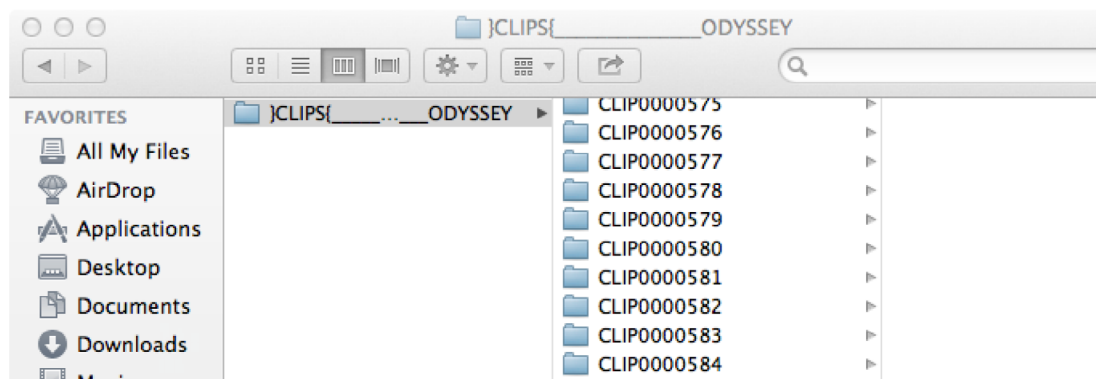 }CLIPS{______________ODYSSEY
FAVORITES
All My Files
AirDrop
Applications
Desktop
Documents
Downloads
}CLIPS{_____...___ODYSSEY
CLIP0000575
CLIP0000576
CLIP0000577
CLIP0000578
CLIP0000579
CLIP0000580
CLIP0000581
CLIP0000582
CLIP0000583
CLIP0000584